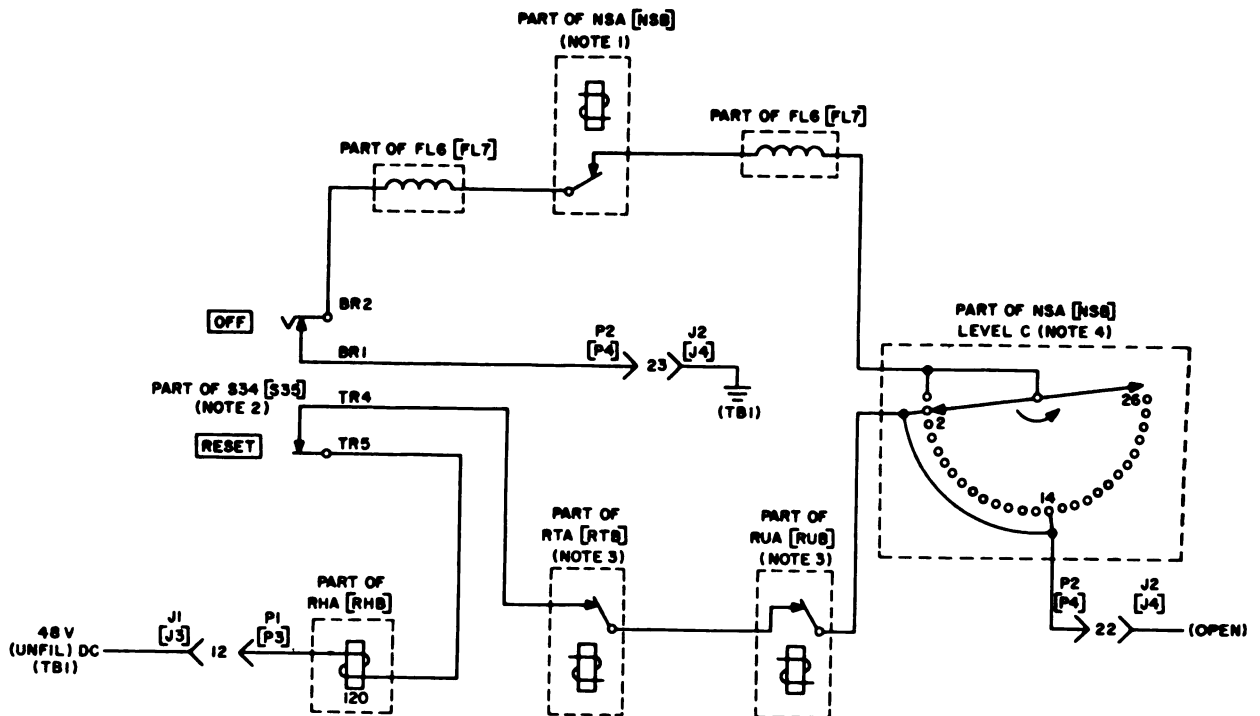 PART OF NSA [NSB]
(NOTE 1)
PART OF FL6 [FL7]
PART OF FL6 [FL7]
OFF
BR2
BR1
P2
[P4]
23
J2
[J4]
(TB1)
PART OF S34 [S35]
(NOTE 2)
TR4
RESET
TR5
PART OF NSA [NSB]
LEVEL C (NOTE 4)
2
26
14
PART OF
RTA [RTB]
(NOTE 3)
PART OF
RUA [RUB]
(NOTE 3)
PART OF
RHA [RHB]
120
48 V
(UNFIL) DC
(TB1)
J1
[J3]
12
P1
[P3]
P2
[P4]
22
J2
[J4]
(OPEN)